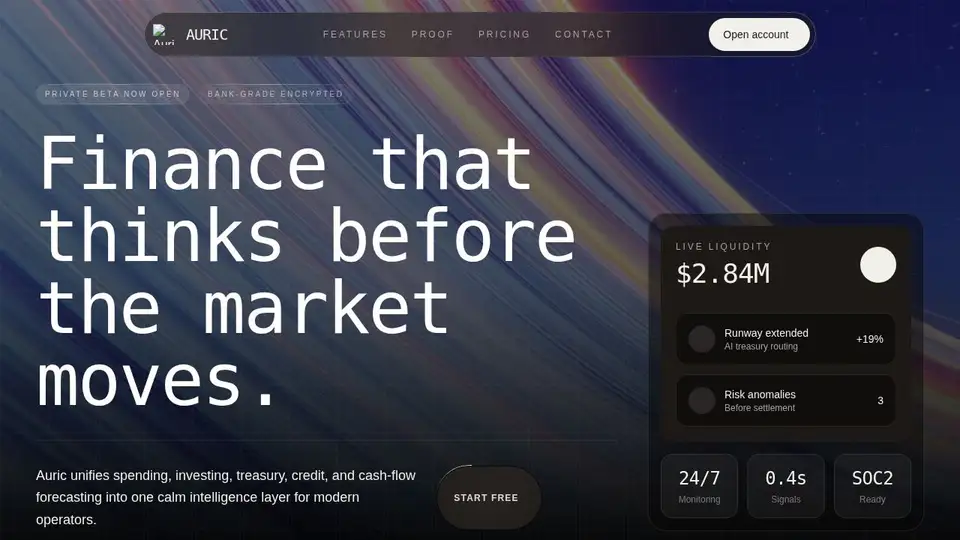 AURIC
FEATURES PROOF PRICING CONTACT
Open account
PRIVATE BETA NOW OPEN
BANK-GRADE ENCRYPTED
Finance that
thinks before
the market
moves.
Auric unifies spending, investing, treasury, credit, and cash-flow
forecasting into one calm intelligence layer for modern
operators.
START FREE
LIVE LIQUIDITY
$2.84M
Runway extended
AI treasury routing
+19%
Risk anomalies
Before settlement
3
24/7
Monitoring
0.4s
Signals
SOC2
Ready